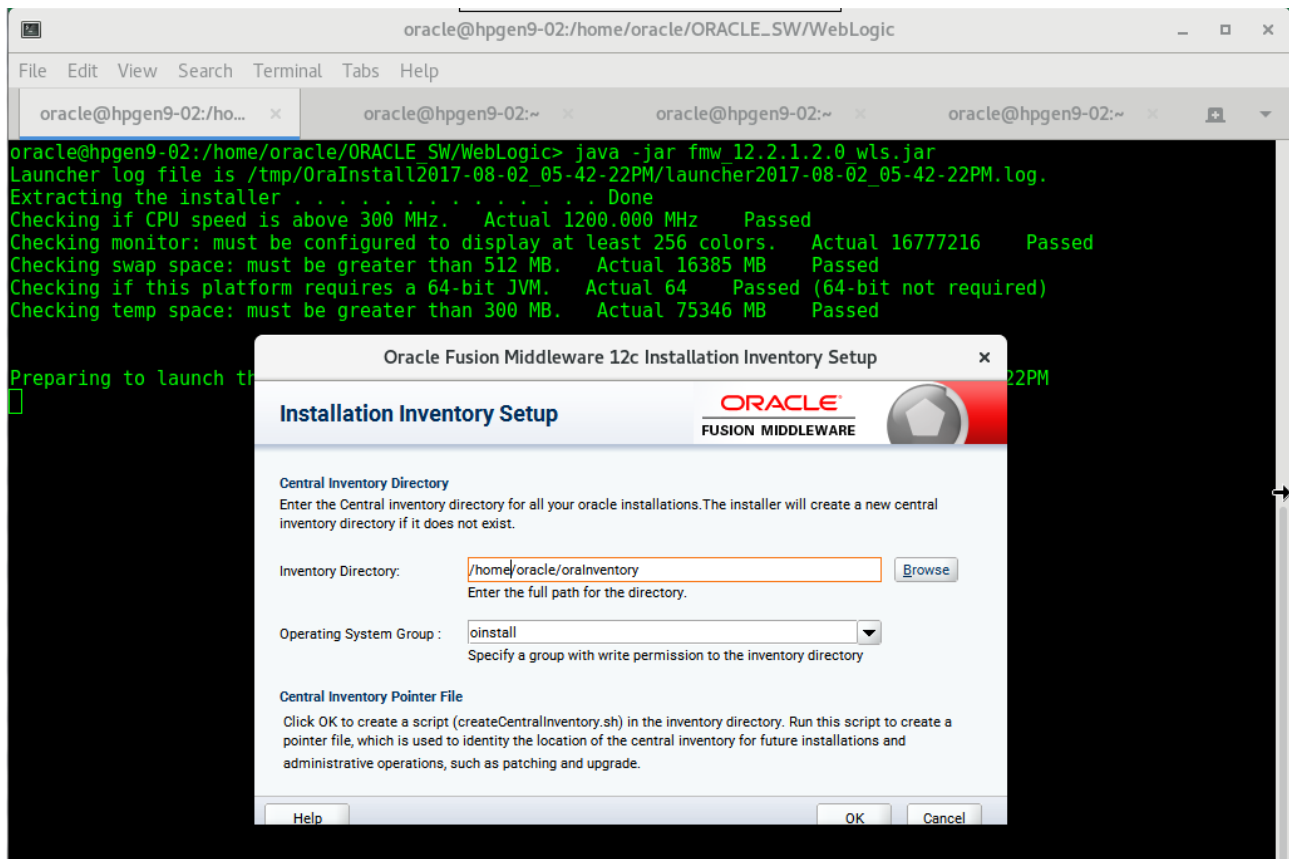 oracle@hpgen9-02:/home/oracle/ORACLE_SW/WebLogic
File Edit View Search Terminal Tabs Help
oracle@hpgen9-02:/ho... oracle@hpgen9-02:~ oracle@hpgen9-02:~ oracle@hpgen9-02:~
oracle@hpgen9-02:/home/oracle/ORACLE_SW/WebLogic> java -jar fmw_12.2.1.2.0_wls.jar
Launcher log file is /tmp/OraInstall2017-08-02_05-42-22PM/launcher2017-08-02_05-42-22PM.log.
Extracting the installer . . . . . . . . . . . . . . Done
Checking if CPU speed is above 300 MHz. Actual 1200.000 MHz Passed
Checking monitor: must be configured to display at least 256 colors. Actual 16777216 Passed
Checking swap space: must be greater than 512 MB. Actual 16385 MB Passed
Checking if this platform requires a 64-bit JVM. Actual 64 Passed (64-bit not required)
Checking temp space: must be greater than 300 MB. Actual 75346 MB Passed
Preparing to launch th 22PM
Oracle Fusion Middleware 12c Installation Inventory Setup
Installation Inventory Setup
ORACLE
FUSION MIDDLEWARE
Central Inventory Directory
Enter the Central inventory directory for all your oracle installations.The installer will create a new central
inventory directory if it does not exist.
Inventory Directory: /home/oracle/oraInventory Browse
Enter the full path for the directory.
Operating System Group : oinstall
Specify a group with write permission to the inventory directory
Central Inventory Pointer File
Click OK to create a script (createCentralInventory.sh) in the inventory directory. Run this script to create a
pointer file, which is used to identity the location of the central inventory for future installations and
administrative operations, such as patching and upgrade.
Help OK Cancel